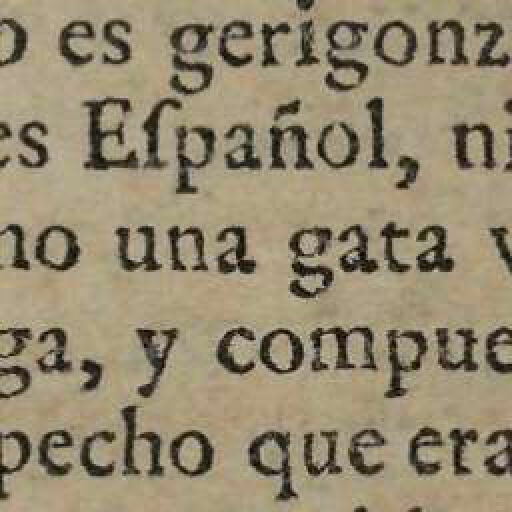 o es gerigonz
es Eſpañol, ni
no una gata v
ga, y compue
pecho que era